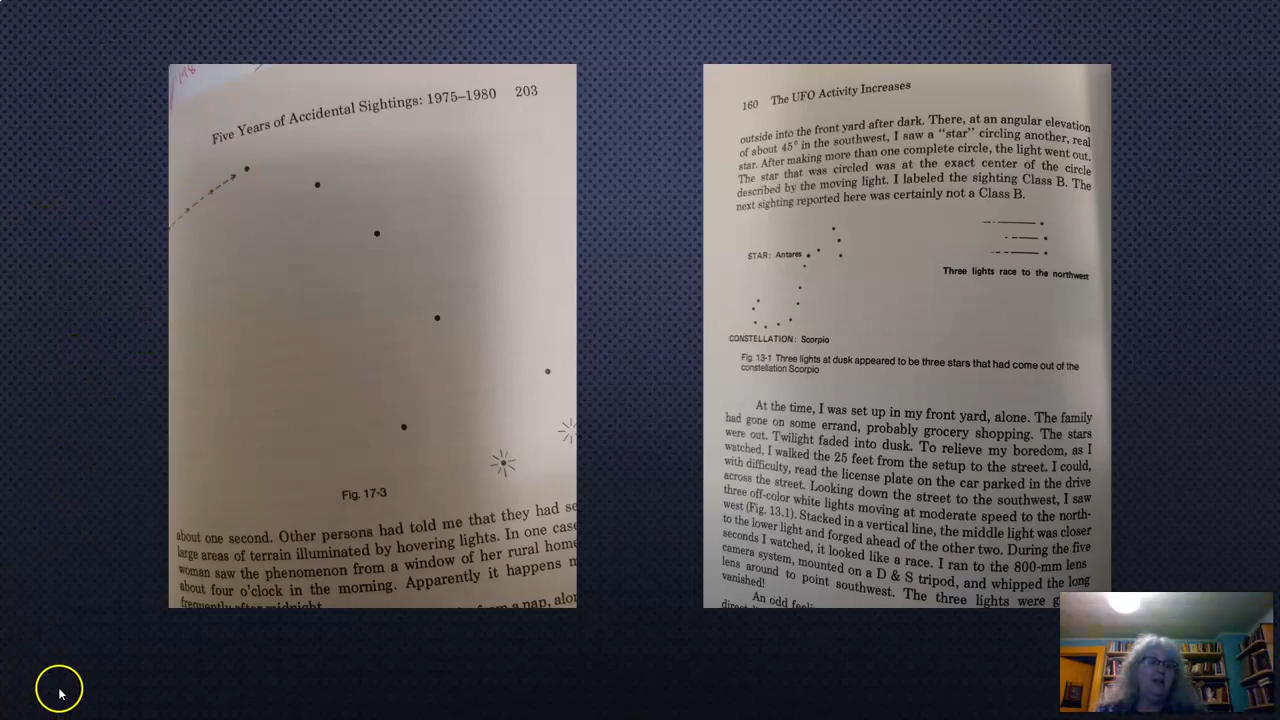 Five Years of Accidental Sightings: 1975–1980 203
Fig. 17-3
about one second. Other persons had told me that they had se
large areas of terrain illuminated by hovering lights. In one case
woman saw the phenomenon from a window of her rural home
about four o'clock in the morning. Apparently it happens
frequently after midnight
a nap,
160 The UFO Activity Increases
outside into the front yard after dark. There, at an angular elevation
of about 45° in the southwest, I saw a “star” circling another, real
star. After making more than one complete circle, the light went out.
The star that was circled was at the exact center of the circle
described by the moving light. I labeled the sighting Class B. The
next sighting reported here was certainly not a Class B.
STAR: Antares
Three lights race to the northwest
CONSTELLATION: Scorpio
Fig. 13-1 Three lights at dusk appeared to be three stars that had come out of the
constellation Scorpio
At the time, I was set up in my front yard, alone. The family
had gone on some errand, probably grocery shopping. The stars
were out. Twilight faded into dusk. To relieve my boredom, as I
watched, I walked the 25 feet from the setup to the street. I could,
with difficulty, read the license plate on the car parked in the drive
across the street. Looking down the street to the southwest, I saw
three off-color white lights moving at moderate speed to the north-
west (Fig. 13.1). Stacked in a vertical line, the middle light was closer
to the lower light and forged ahead of the other two. During the five
seconds I watched, it looked like a race. I ran to the 800-mm lens
camera system, mounted on a D & S tripod, and whipped the long
lens around to point southwest. The three lights were
vanished!
An odd